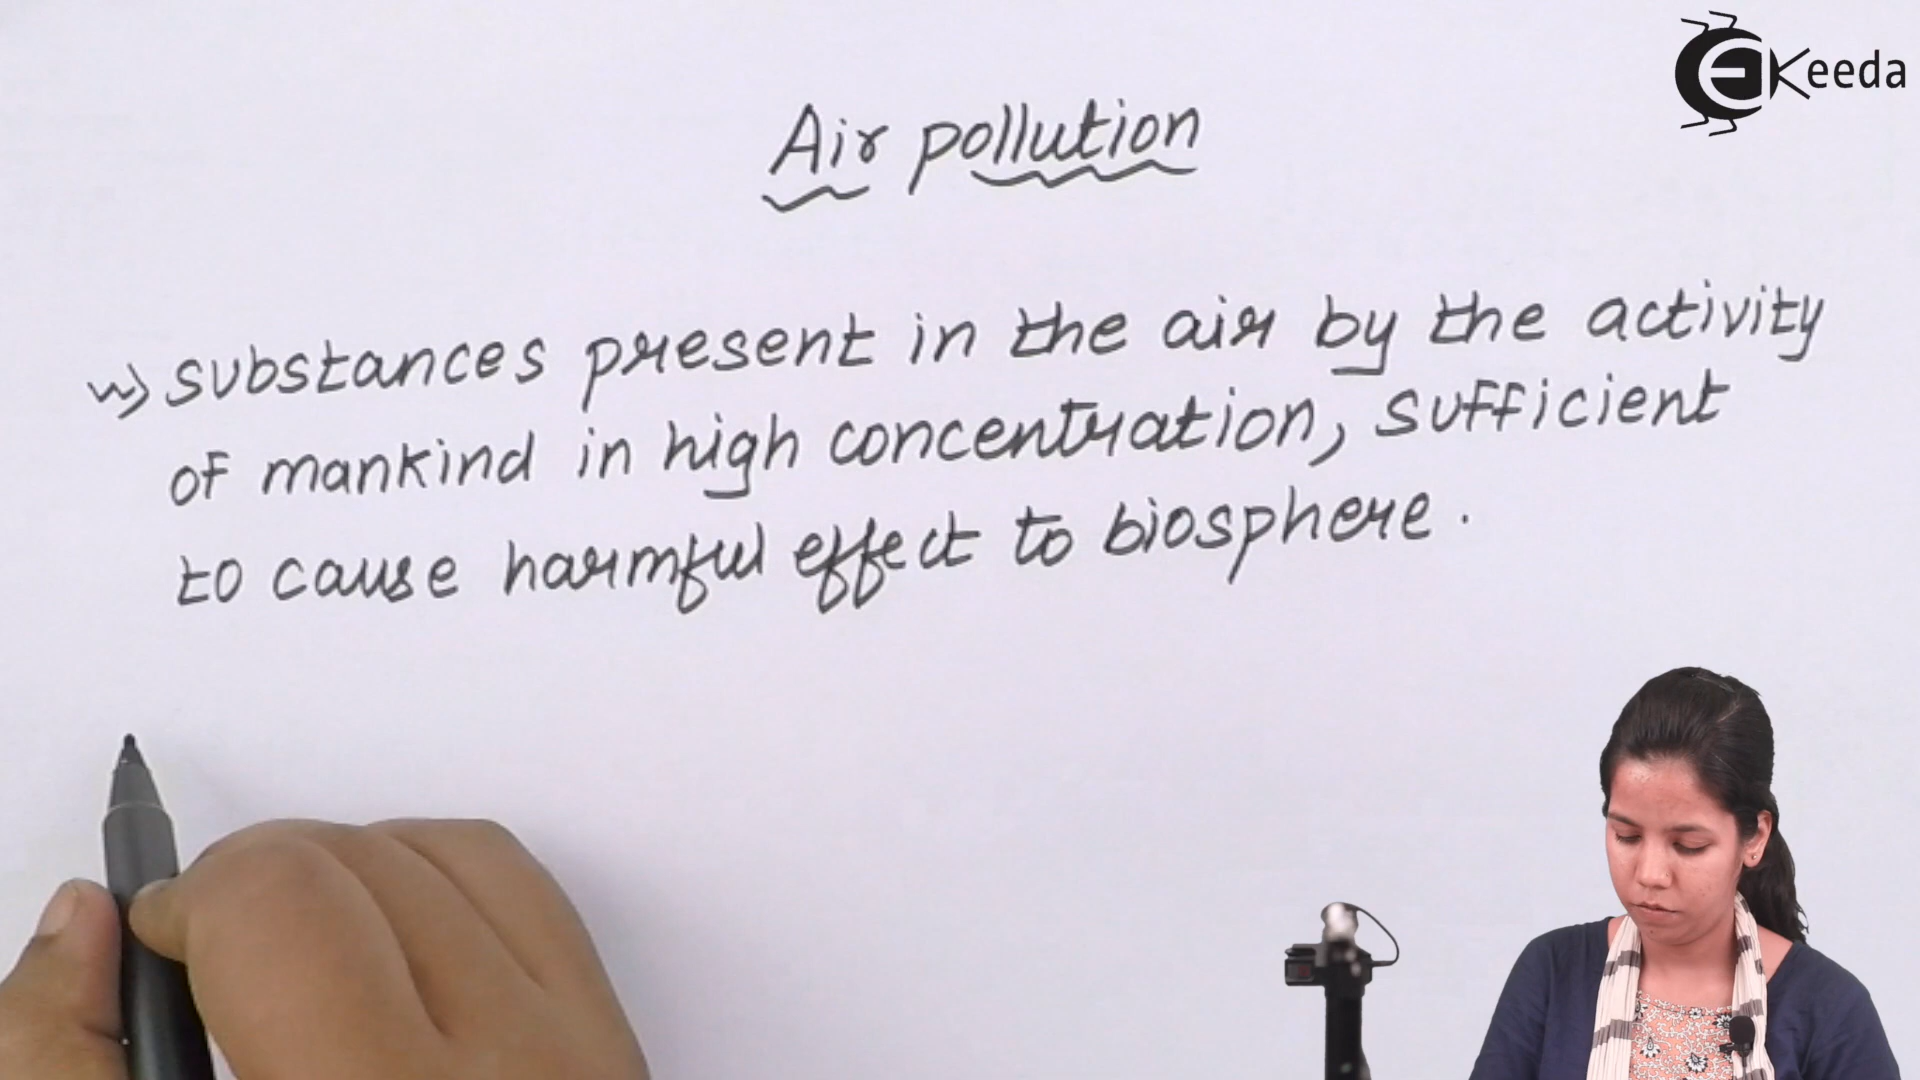 EKeeda
Air pollution
substances present in the air by the activity
of mankind in high concentration, sufficient
to cause harmful effect to biosphere.